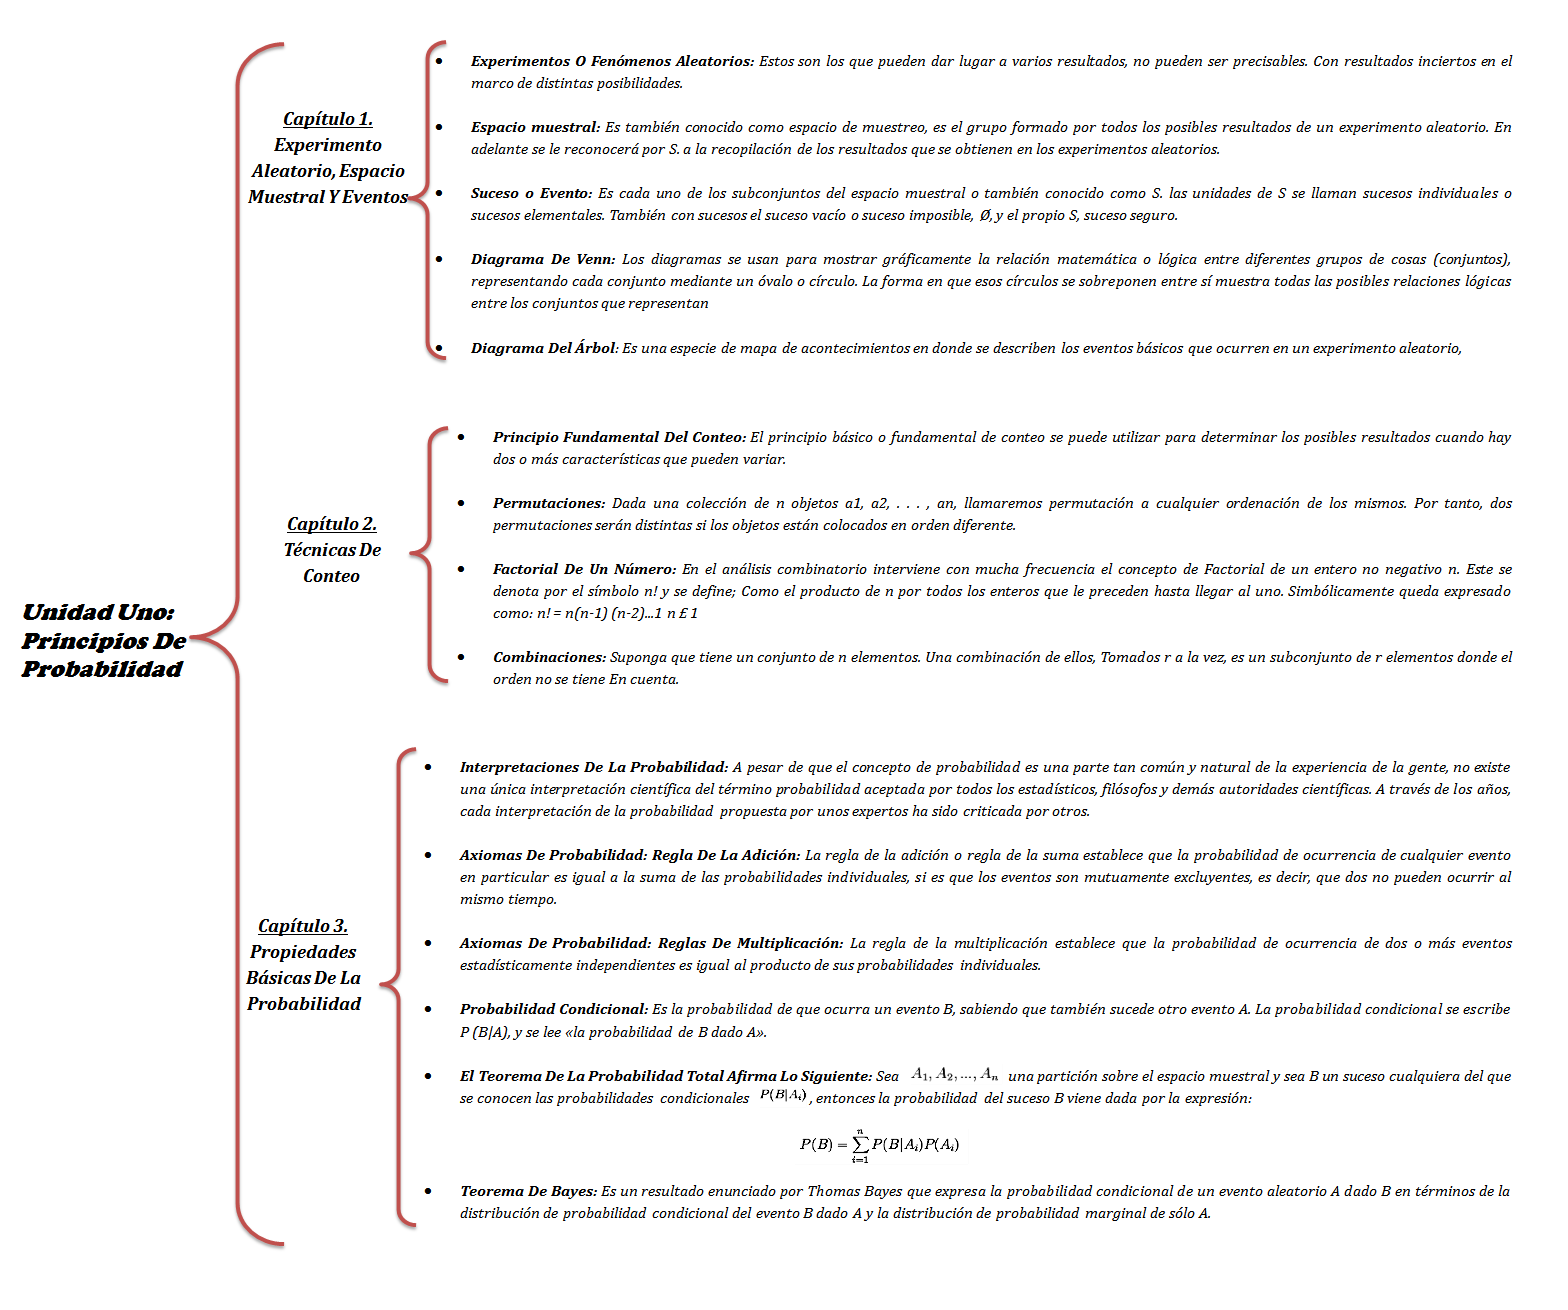 Unidad Uno:
Principios De
Probabilidad
Capítulo 1.
Experimento
Aleatorio, Espacio
Muestral Y Eventos
• Experimentos O Fenómenos Aleatorios: Estos son los que pueden dar lugar a varios resultados, no pueden ser precisables. Con resultados inciertos en el
marco de distintas posibilidades.
• Espacio muestral: Es también conocido como espacio de muestreo, es el grupo formado por todos los posibles resultados de un experimento aleatorio. En
adelante se le reconocerá por S. a la recopilación de los resultados que se obtienen en los experimentos aleatorios.
• Suceso o Evento: Es cada uno de los subconjuntos del espacio muestral o también conocido como S. las unidades de S se llaman sucesos individuales o
sucesos elementales. También con sucesos el suceso vacío o suceso imposible, Ø, y el propio S, suceso seguro.
• Diagrama De Venn: Los diagramas se usan para mostrar gráficamente la relación matemática o lógica entre diferentes grupos de cosas (conjuntos),
representando cada conjunto mediante un óvalo o círculo. La forma en que esos círculos se sobreponen entre sí muestra todas las posibles relaciones lógicas
entre los conjuntos que representan
• Diagrama Del Árbol: Es una especie de mapa de acontecimientos en donde se describen los eventos básicos que ocurren en un experimento aleatorio,
Capítulo 2.
Técnicas De
Conteo
• Principio Fundamental Del Conteo: El principio básico o fundamental de conteo se puede utilizar para determinar los posibles resultados cuando hay
dos o más características que pueden variar.
• Permutaciones: Dada una colección de n objetos a1, a2, . . . , an, llamaremos permutación a cualquier ordenación de los mismos. Por tanto, dos
permutaciones serán distintas si los objetos están colocados en orden diferente.
• Factorial De Un Número: En el análisis combinatorio interviene con mucha frecuencia el concepto de Factorial de un entero no negativo n. Este se
denota por el símbolo n! y se define; Como el producto de n por todos los enteros que le preceden hasta llegar al uno. Simbólicamente queda expresado
como: n! = n(n-1) (n-2)...1 n £ 1
• Combinaciones: Suponga que tiene un conjunto de n elementos. Una combinación de ellos, Tomados r a la vez, es un subconjunto de r elementos donde el
orden no se tiene En cuenta.
Capítulo 3.
Propiedades
Básicas De La
Probabilidad
• Interpretaciones De La Probabilidad: A pesar de que el concepto de probabilidad es una parte tan común y natural de la experiencia de la gente, no existe
una única interpretación científica del término probabilidad aceptada por todos los estadísticos, filósofos y demás autoridades científicas. A través de los años,
cada interpretación de la probabilidad propuesta por unos expertos ha sido criticada por otros.
• Axiomas De Probabilidad: Regla De La Adición: La regla de la adición o regla de la suma establece que la probabilidad de ocurrencia de cualquier evento
en particular es igual a la suma de las probabilidades individuales, si es que los eventos son mutuamente excluyentes, es decir, que dos no pueden ocurrir al
mismo tiempo.
• Axiomas De Probabilidad: Reglas De Multiplicación: La regla de la multiplicación establece que la probabilidad de ocurrencia de dos o más eventos
estadísticamente independientes es igual al producto de sus probabilidades individuales.
• Probabilidad Condicional: Es la probabilidad de que ocurra un evento B, sabiendo que también sucede otro evento A. La probabilidad condicional se escribe
P (B|A), y se lee «la probabilidad de B dado A».
• El Teorema De La Probabilidad Total Afirma Lo Siguiente: Sea A₁, A₂, ..., Aₙ una partición sobre el espacio muestral y sea B un suceso cualquiera del que
se conocen las probabilidades condicionales P(B|Aᵢ), entonces la probabilidad del suceso B viene dada por la expresión:
P(B) = ∑ᵢ₌₁ⁿ P(B|Aᵢ)P(Aᵢ)
• Teorema De Bayes: Es un resultado enunciado por Thomas Bayes que expresa la probabilidad condicional de un evento aleatorio A dado B en términos de la
distribución de probabilidad condicional del evento B dado A y la distribución de probabilidad marginal de sólo A.